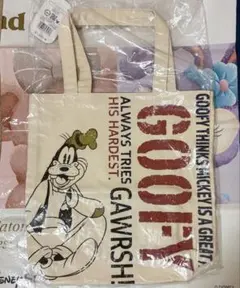 GOOFY THINKS MICKEY IS A GREAT,
GOOFY
GAWRSH!
ALWAYS TRIES
HIS HARDEST.